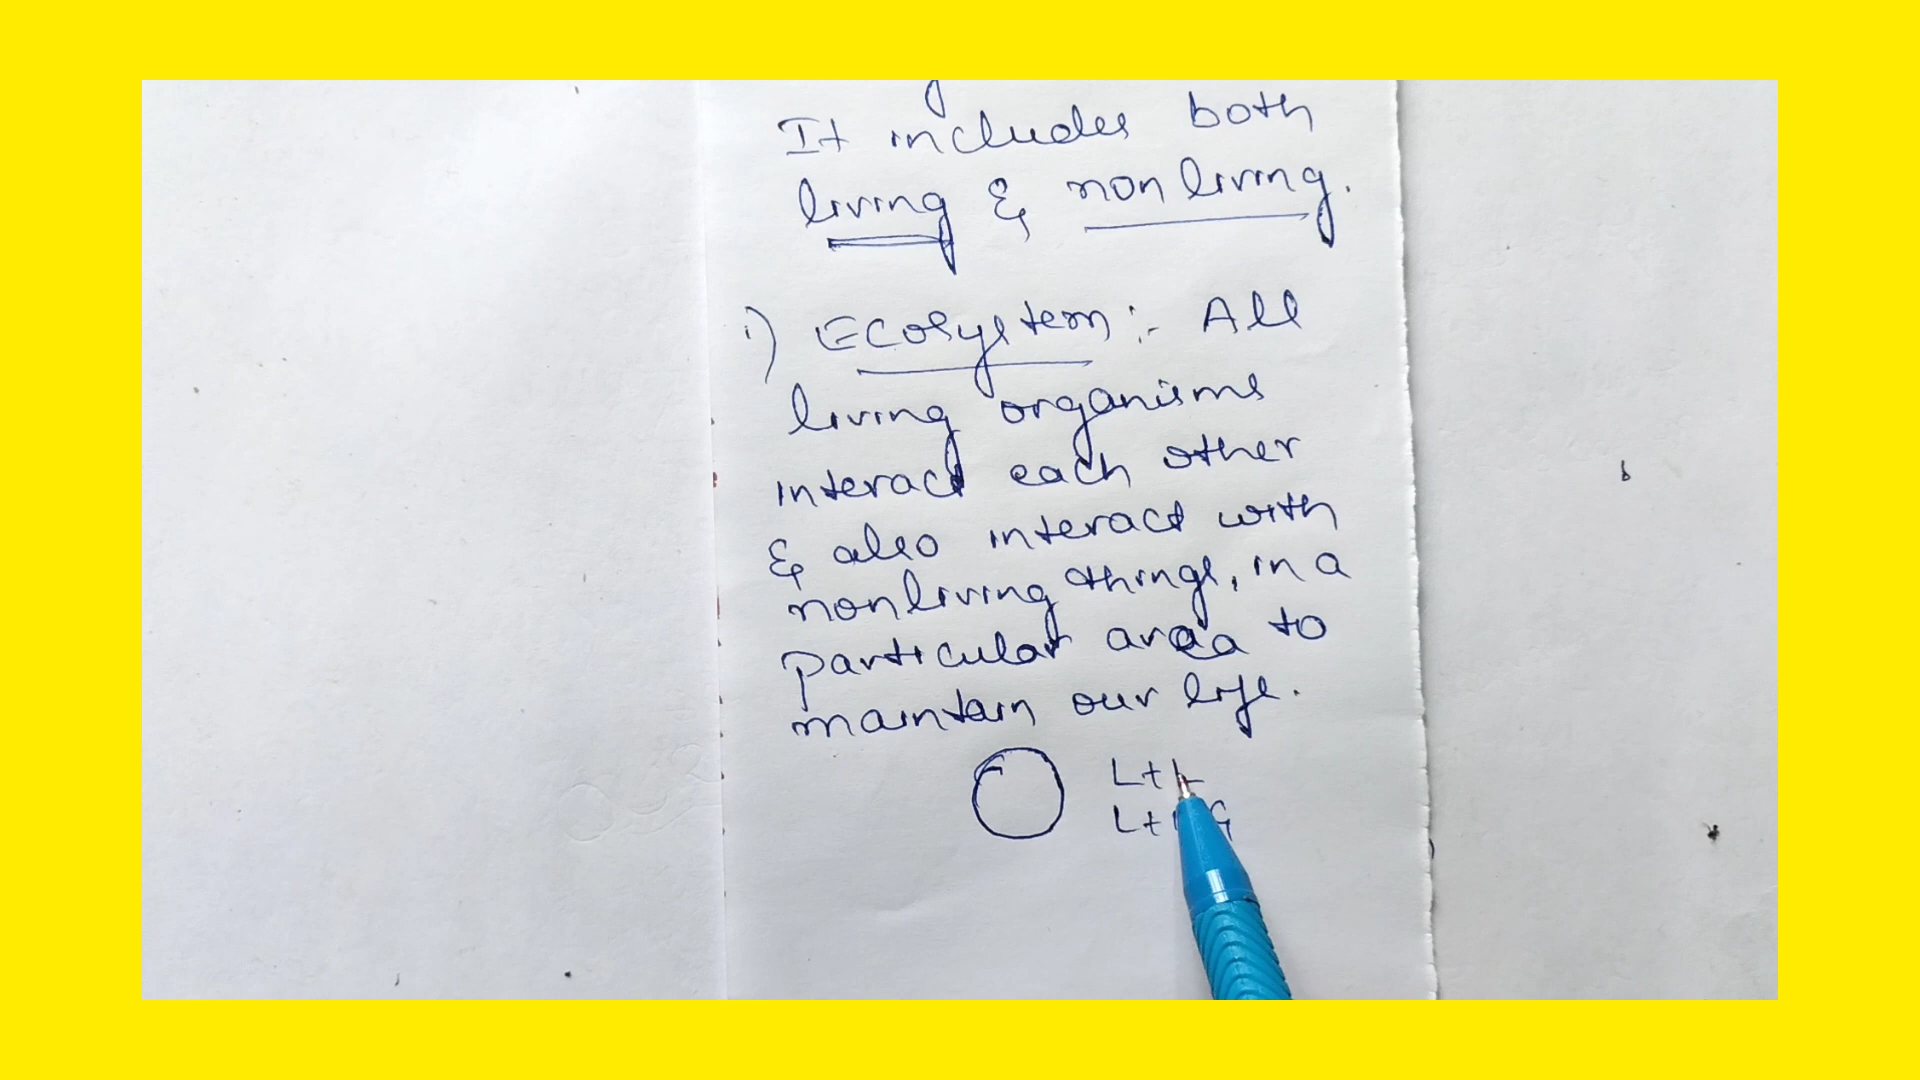 It includes both
living & non living.
i) Ecosystem :- All
living organisms
interact each other
& also interact with
nonliving things, in a
particular area to
maintain our life.
L+L
L+